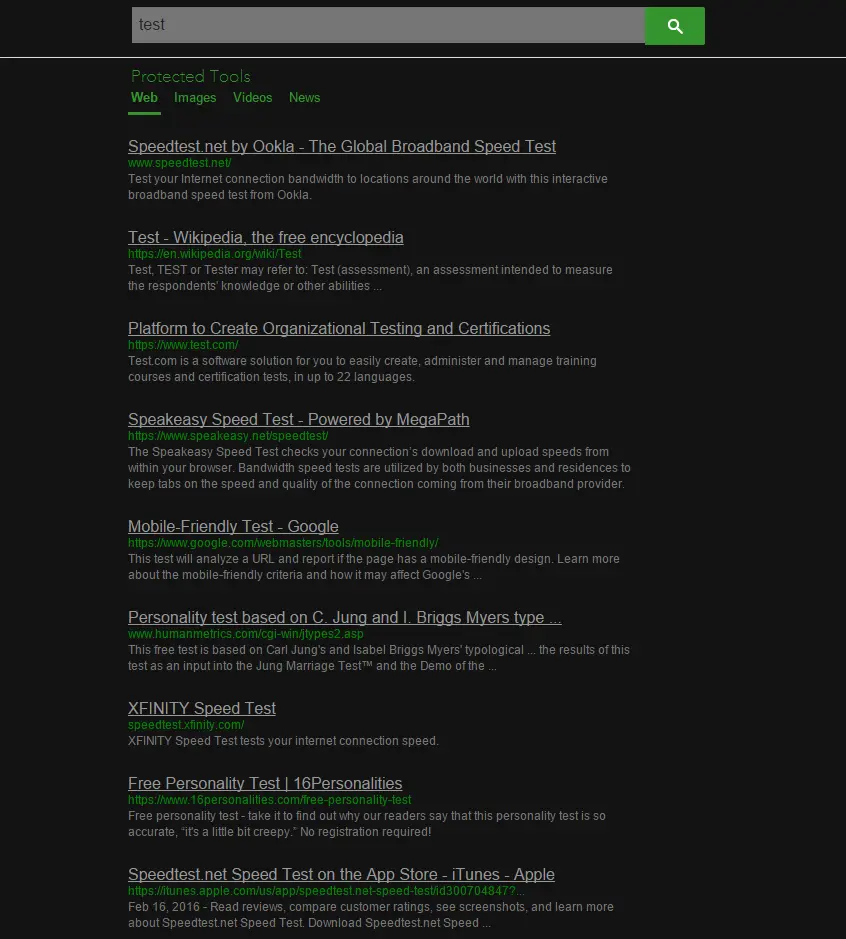 test
Protected Tools
Web Images Videos News
Speedtest.net by Ookla - The Global Broadband Speed Test
www.speedtest.net/
Test your Internet connection bandwidth to locations around the world with this interactive
broadband speed test from Ookla.
Test - Wikipedia, the free encyclopedia
https://en.wikipedia.org/wiki/Test
Test, TEST or Tester may refer to: Test (assessment), an assessment intended to measure
the respondents' knowledge or other abilities ...
Platform to Create Organizational Testing and Certifications
https://www.test.com/
Test.com is a software solution for you to easily create, administer and manage training
courses and certification tests, in up to 22 languages.
Speakeasy Speed Test - Powered by MegaPath
https://www.speakeasy.net/speedtest/
The Speakeasy Speed Test checks your connection's download and upload speeds from
within your browser. Bandwidth speed tests are utilized by both businesses and residences to
keep tabs on the speed and quality of the connection coming from their broadband provider.
Mobile-Friendly Test - Google
https://www.google.com/webmasters/tools/mobile-friendly/
This test will analyze a URL and report if the page has a mobile-friendly design. Learn more
about the mobile-friendly criteria and how it may affect Google's ...
Personality test based on C. Jung and I. Briggs Myers type ...
www.humanmetrics.com/cgi-win/jtypes2.asp
This free test is based on Carl Jung's and Isabel Briggs Myers' typological ... the results of this
test as an input into the Jung Marriage Test™ and the Demo of the ...
XFINITY Speed Test
speedtest.xfinity.com/
XFINITY Speed Test tests your internet connection speed.
Free Personality Test | 16Personalities
https://www.16personalities.com/free-personality-test
Free personality test - take it to find out why our readers say that this personality test is so
accurate, “it's a little bit creepy.” No registration required!
Speedtest.net Speed Test on the App Store - iTunes - Apple
https://itunes.apple.com/us/app/speedtest.net-speed-test/id300704847?...
Feb 16, 2016 - Read reviews, compare customer ratings, see screenshots, and learn more
about Speedtest.net Speed Test. Download Speedtest.net Speed ...